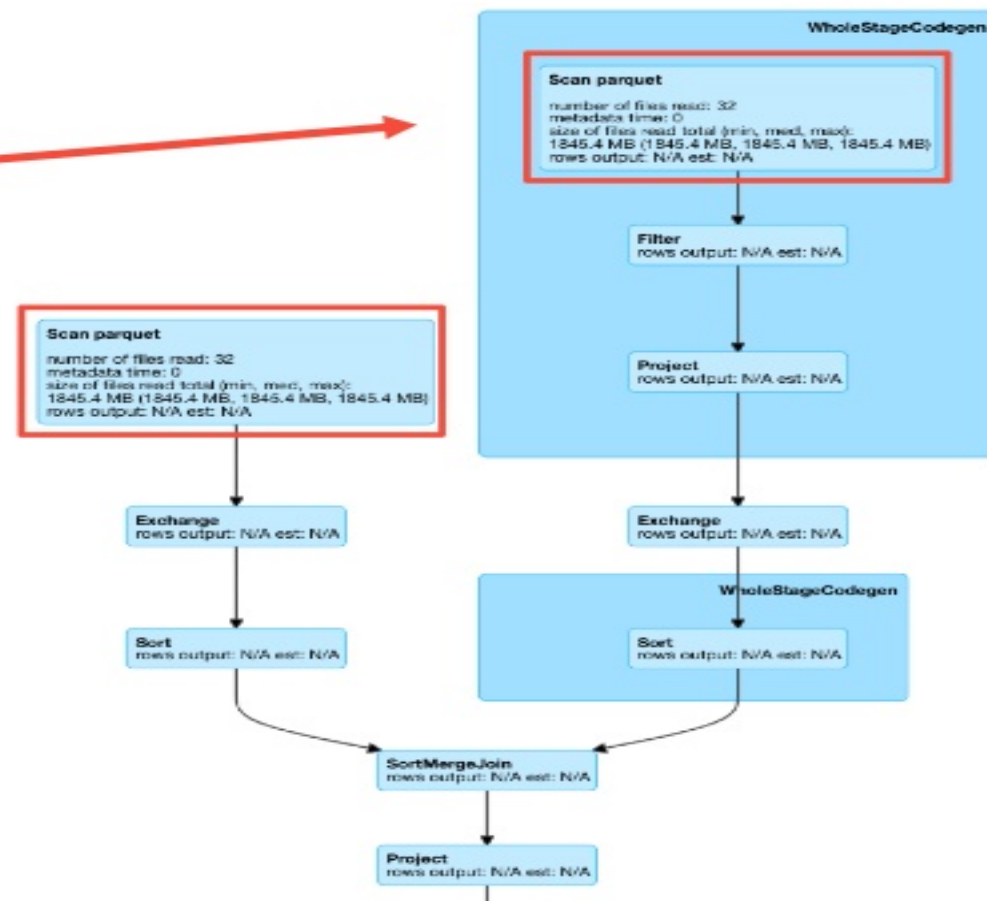 WholeStageCodegen
Scan parquet
number of files read: 32
metadata time: 0
size of files read total (min, med, max):
1845.4 MB (1845.4 MB, 1845.4 MB, 1845.4 MB)
rows output: N/A est: N/A
Filter
rows output: N/A est: N/A
Project
rows output: N/A est: N/A
Scan parquet
number of files read: 32
metadata time: 0
size of files read total (min, med, max):
1845.4 MB (1845.4 MB, 1845.4 MB, 1845.4 MB)
rows output: N/A est: N/A
Exchange
rows output: N/A est: N/A
Exchange
rows output: N/A est: N/A
WholeStageCodegen
Sort
rows output: N/A est: N/A
Sort
rows output: N/A est: N/A
SortMergeJoin
rows output: N/A est: N/A
Project
rows output: N/A est: N/A